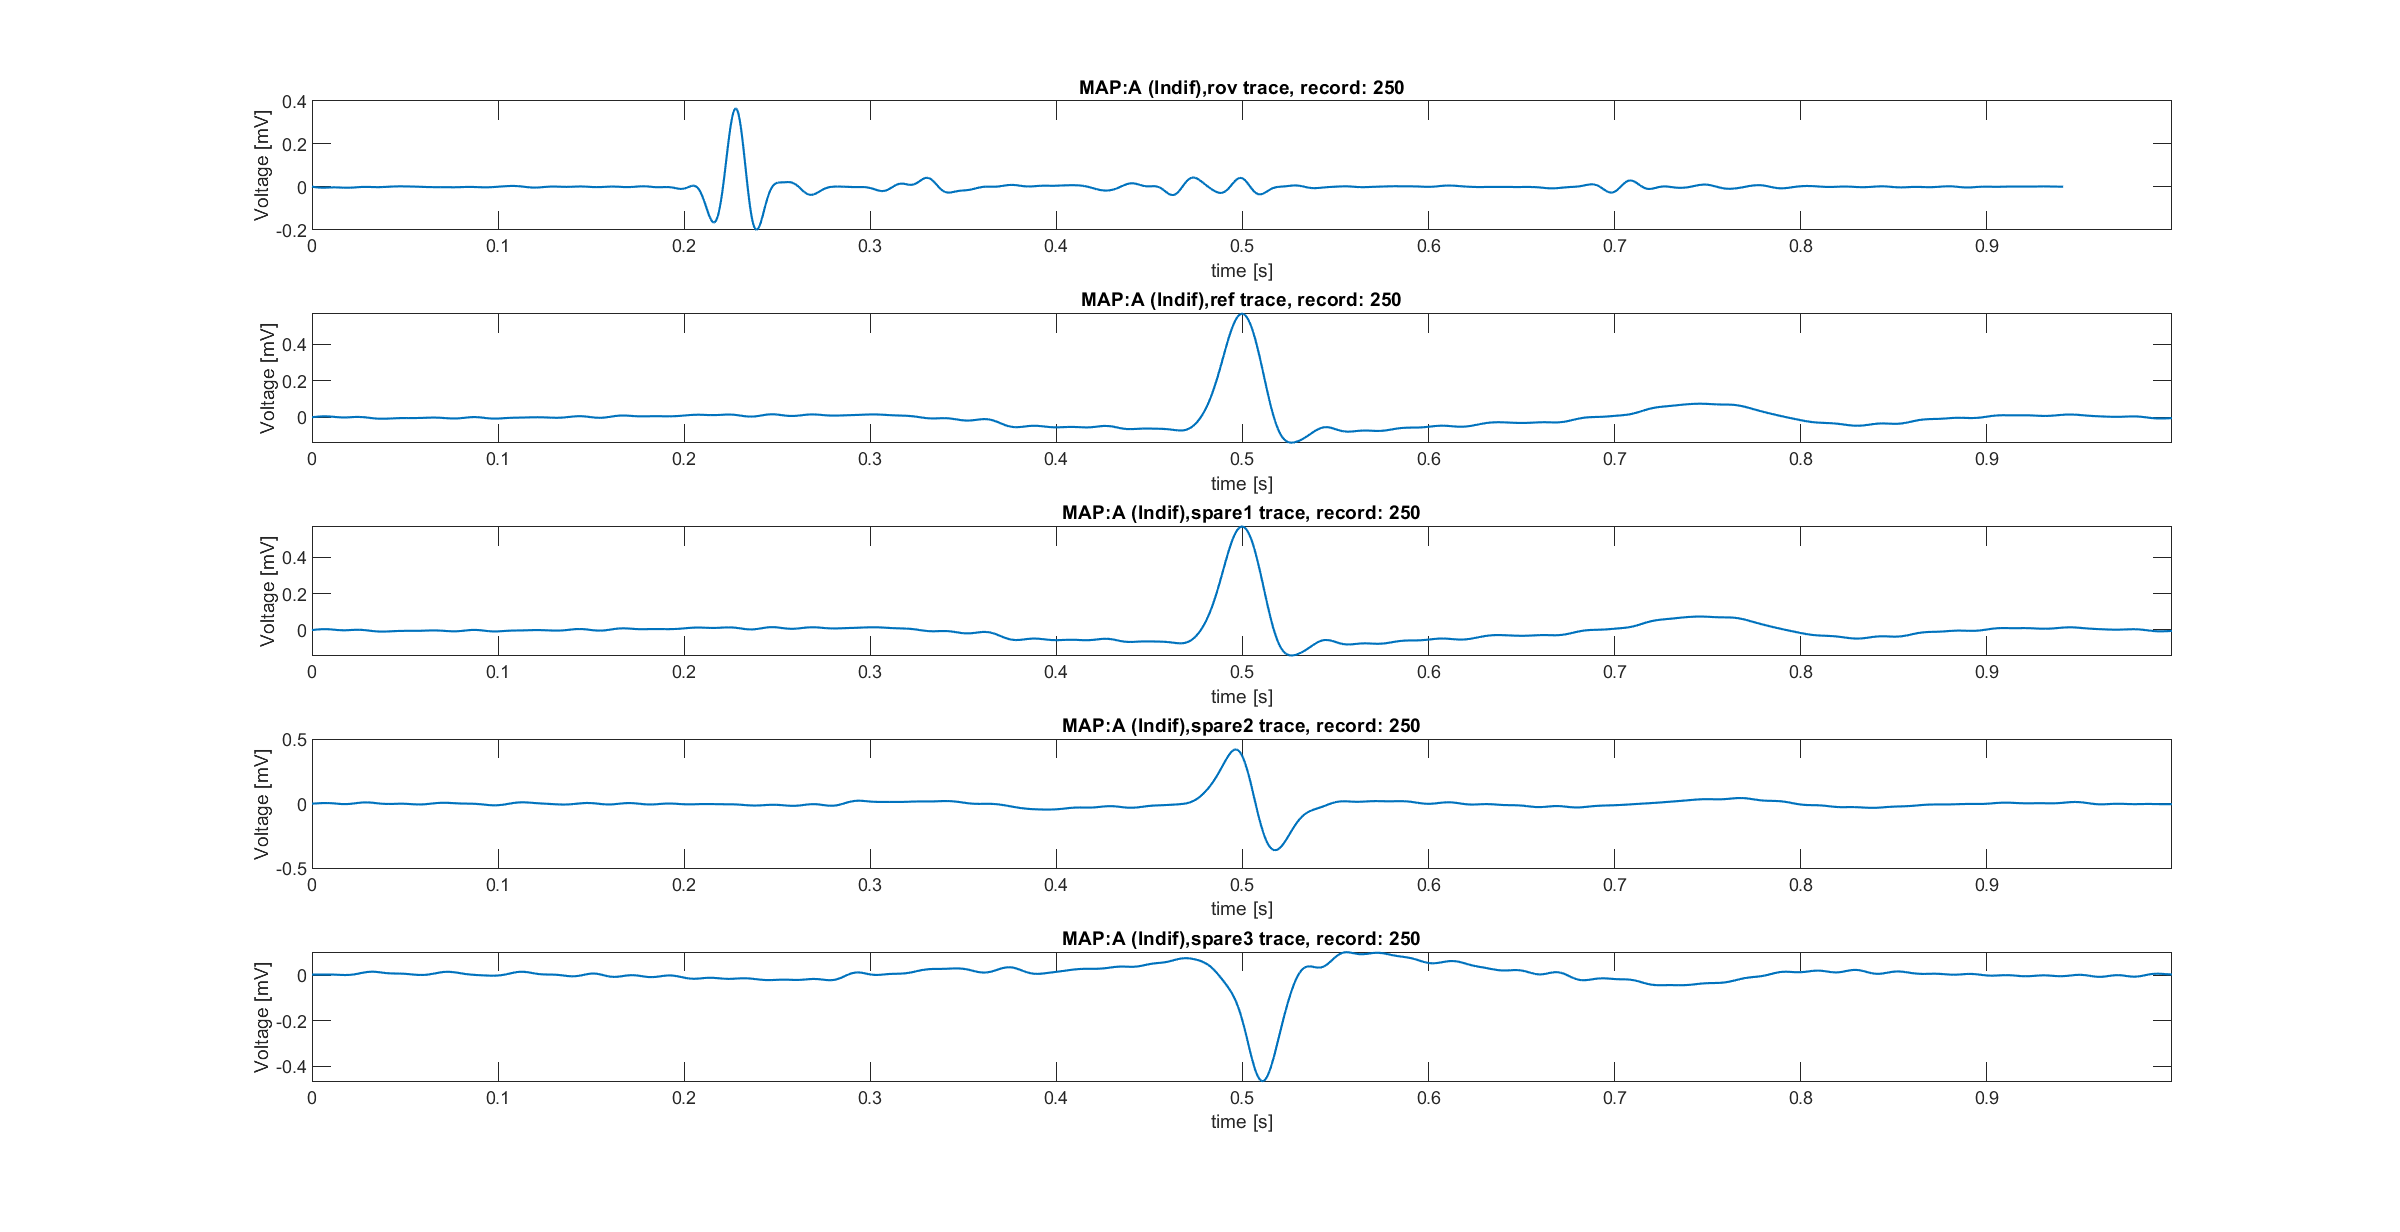 MAP:A (Indif),rov trace, record: 250
Voltage [mV]
0.4
0.2
0
-0.2
0 0.1 0.2 0.3 0.4 0.5 0.6 0.7 0.8 0.9
time [s]
MAP:A (Indif),ref trace, record: 250
Voltage [mV]
0.4
0.2
0
0 0.1 0.2 0.3 0.4 0.5 0.6 0.7 0.8 0.9
time [s]
MAP:A (Indif),spare1 trace, record: 250
Voltage [mV]
0.4
0.2
0
0 0.1 0.2 0.3 0.4 0.5 0.6 0.7 0.8 0.9
time [s]
MAP:A (Indif),spare2 trace, record: 250
Voltage [mV]
0.5
0
-0.5
0 0.1 0.2 0.3 0.4 0.5 0.6 0.7 0.8 0.9
time [s]
MAP:A (Indif),spare3 trace, record: 250
Voltage [mV]
0
-0.2
-0.4
0 0.1 0.2 0.3 0.4 0.5 0.6 0.7 0.8 0.9
time [s]